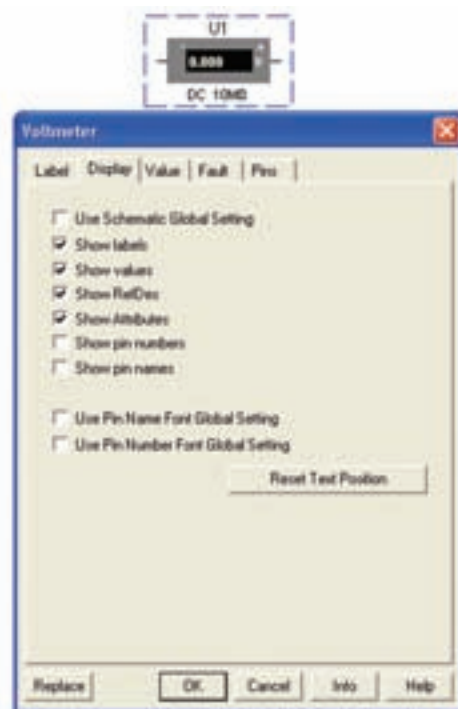 U1
0.000
DC 10MΩ
Voltmeter
Label Display Value Fault Pins
Use Schematic Global Setting
Show labels
Show values
Show RefDes
Show Attributes
Show pin numbers
Show pin names
Use Pin Name Font Global Setting
Use Pin Number Font Global Setting
Reset Text Position
Replace OK Cancel Info Help